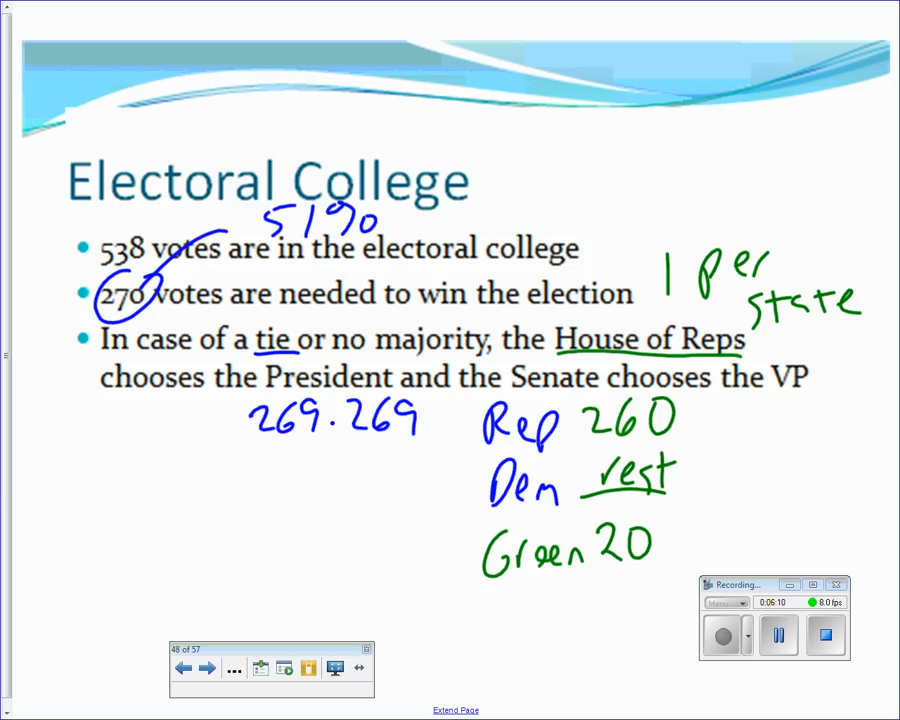 Electoral College
51%
538 votes are in the electoral college
270 votes are needed to win the election
1 per
state
In case of a tie or no majority, the House of Reps
chooses the President and the Senate chooses the VP
269.269
Rep 260
Dem rest
Green 20
Recording...
Menu
0:06:10
8.0 fps
48 of 57
...
Extend Page